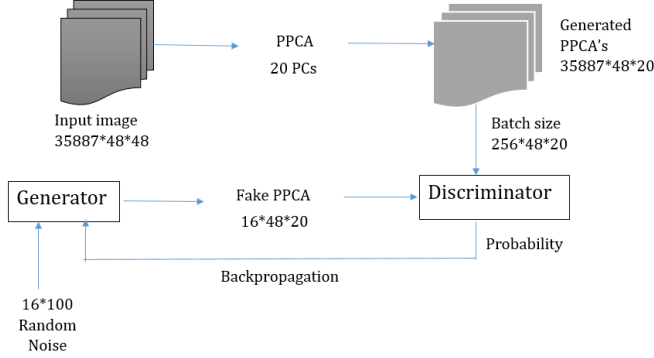 PPCA
20 PCs
Generated
PPCA's
35887*48*20
Input image
35887*48*48
Batch size
256*48*20
Generator
Fake PPCA
16*48*20
Discriminator
Probability
Backpropagation
16*100
Random
Noise